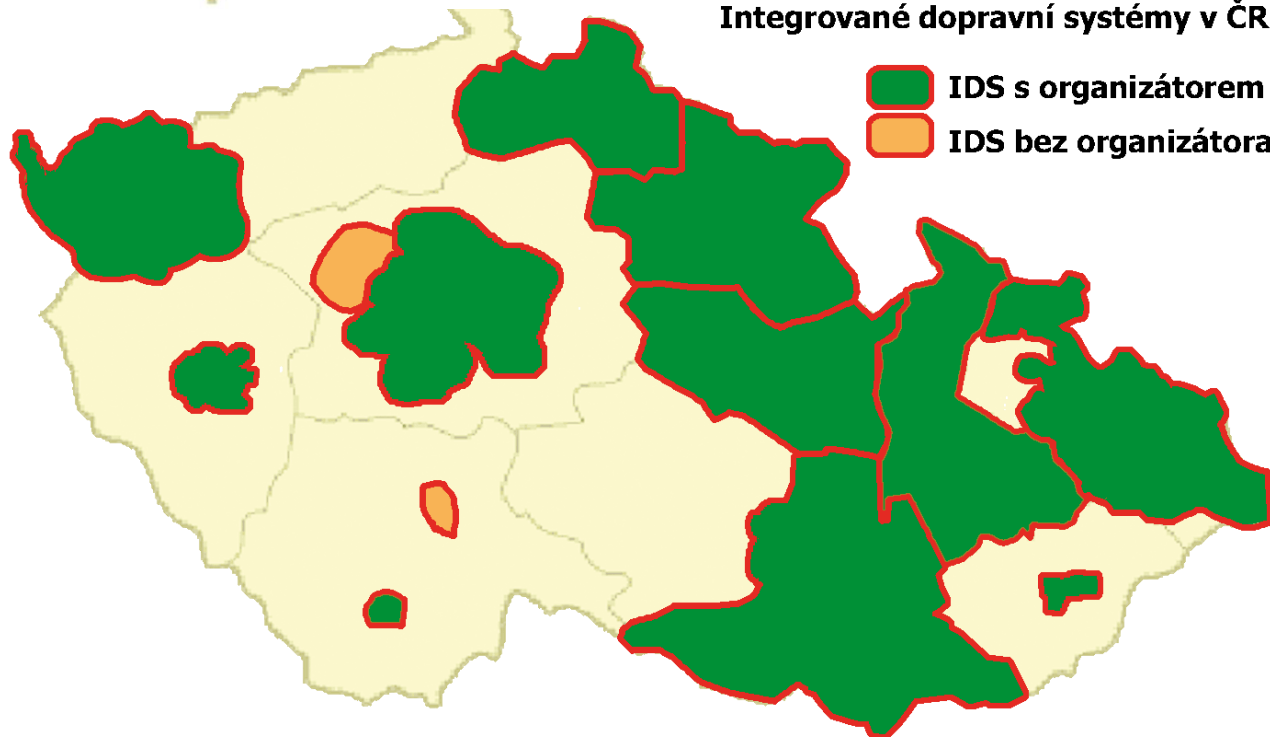 Integrované dopravní systémy v ČR
IDS s organizátorem
IDS bez organizátora